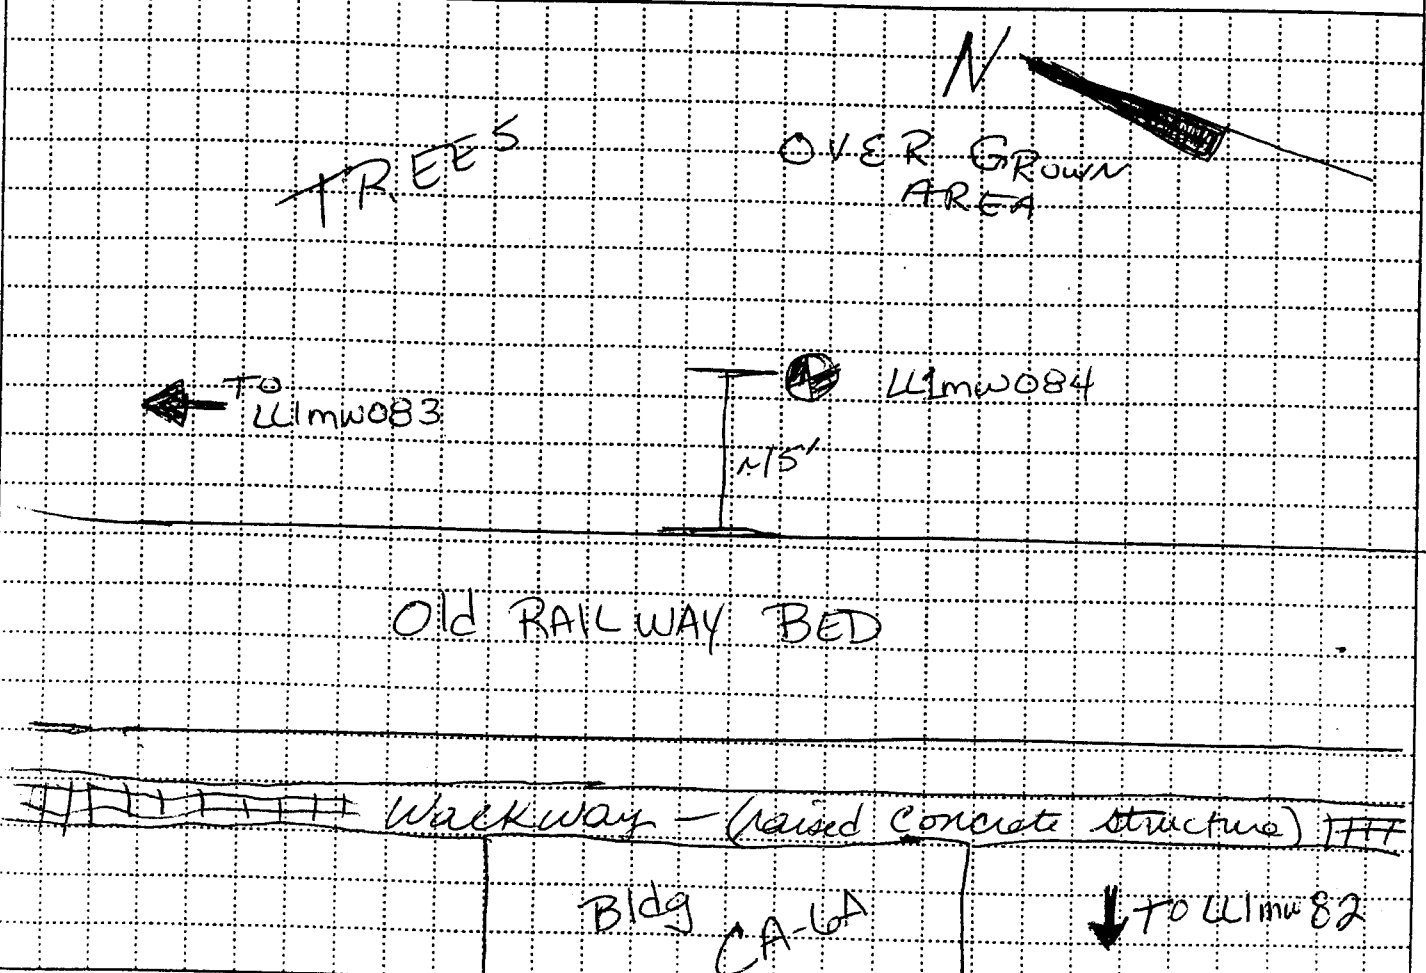 N
TREES
OVER GROWN
AREA
LL1mw084
TO
LL1mw083
~15'
Old RAILWAY BED
Walkway - (raised concrete structure)
Bldg
CA-6A
TO LL1mw82